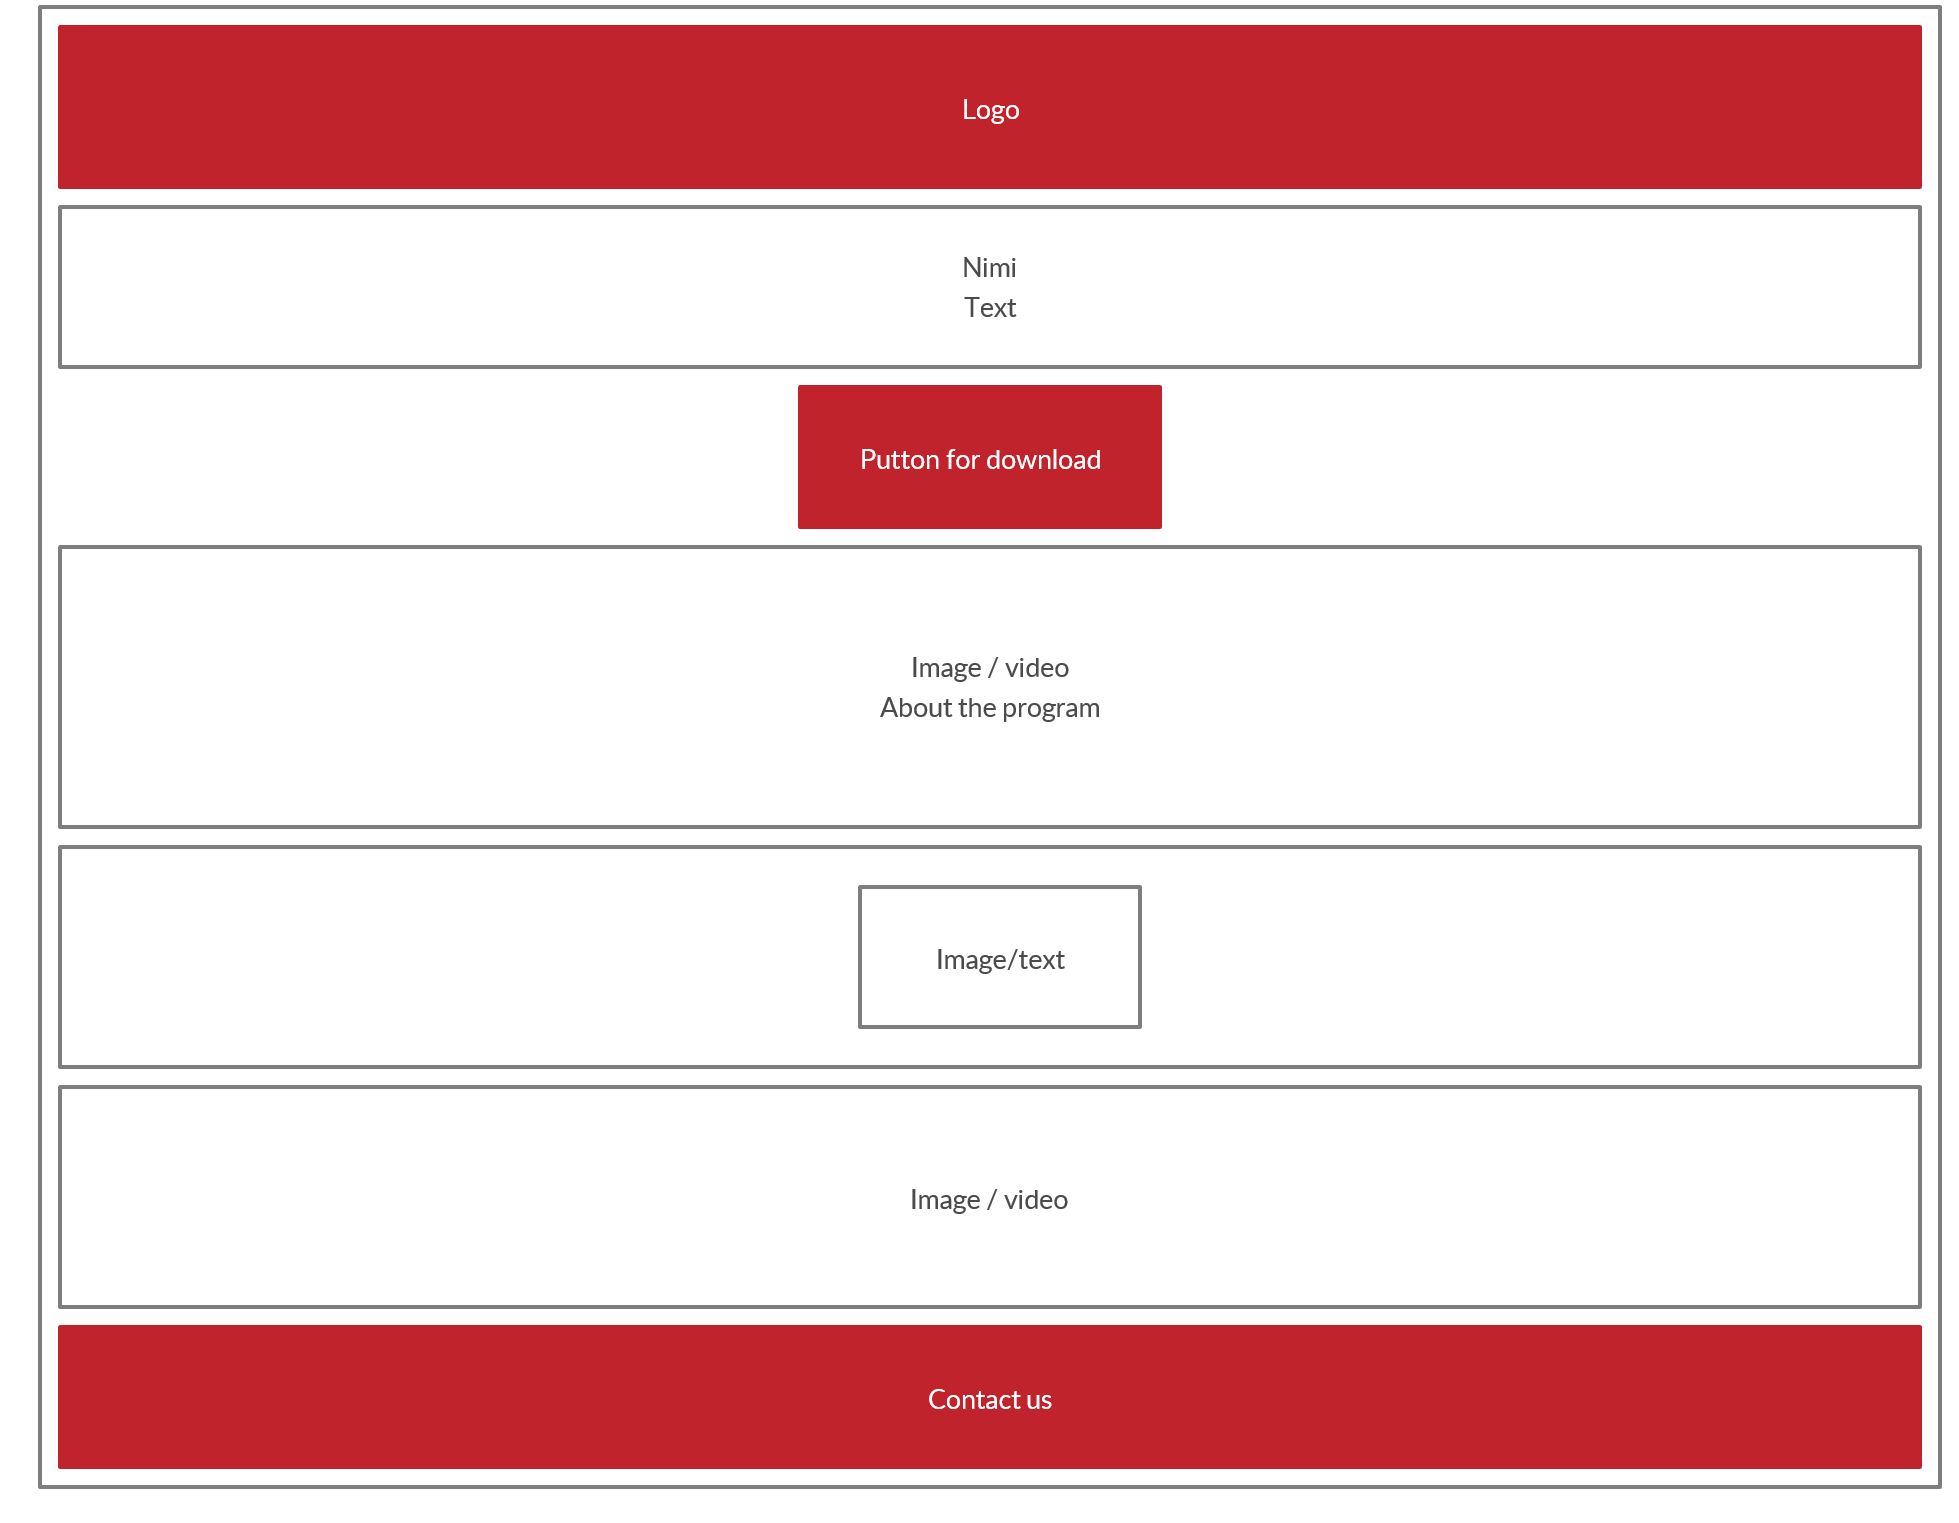 Logo
Nimi
Text
Putton for download
Image / video
About the program
Image/text
Image / video
Contact us